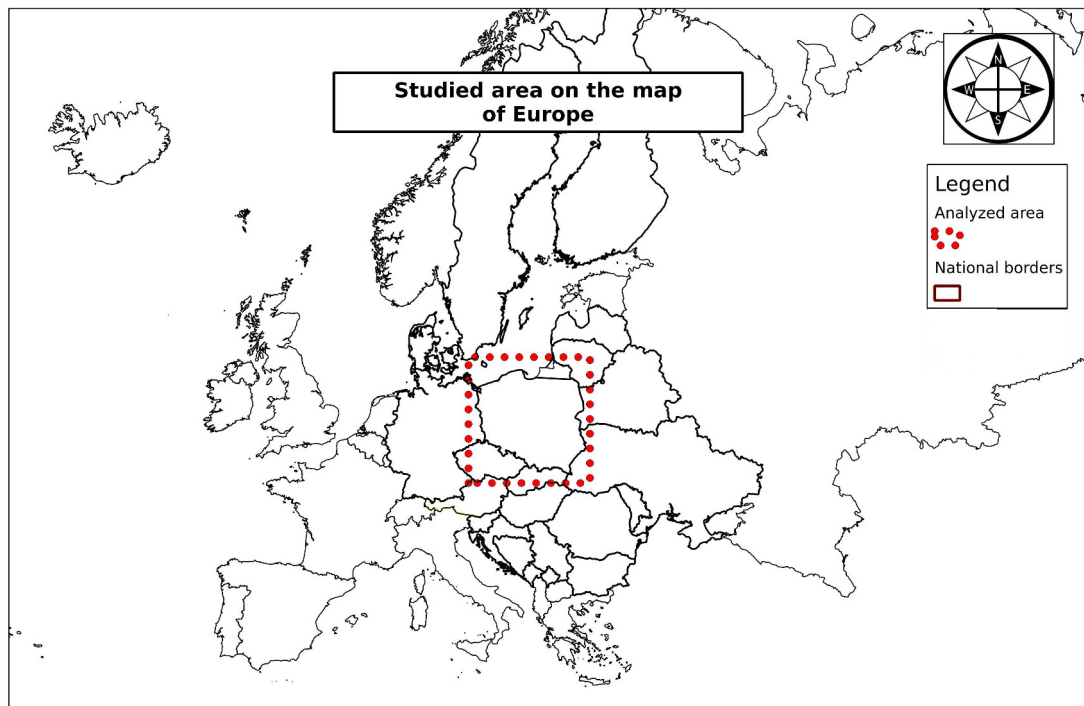 Studied area on the map
of Europe
N
W
E
S
Legend
Analyzed area
National borders